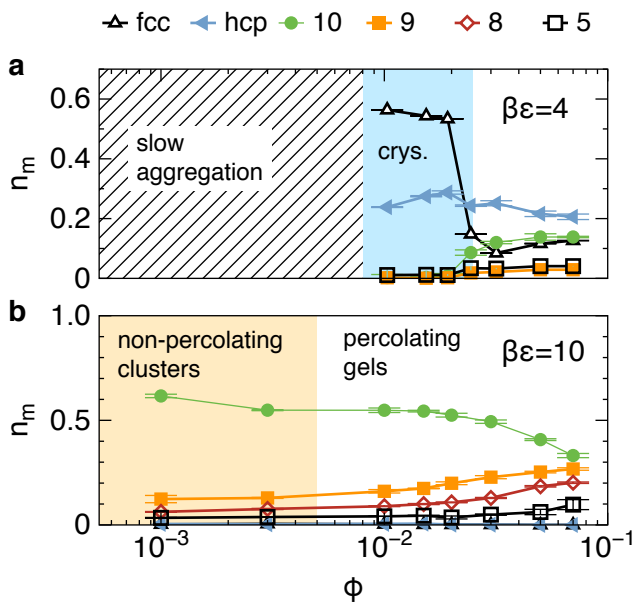 fcc hcp 10 9 8 5
a
0.6
0.4
0.2
0
n_m
slow
aggregation
crys.
βε=4
b
1.0
0.5
0
n_m
non-percolating
clusters
percolating
gels
βε=10
10⁻³ 10⁻² 10⁻¹
ϕ